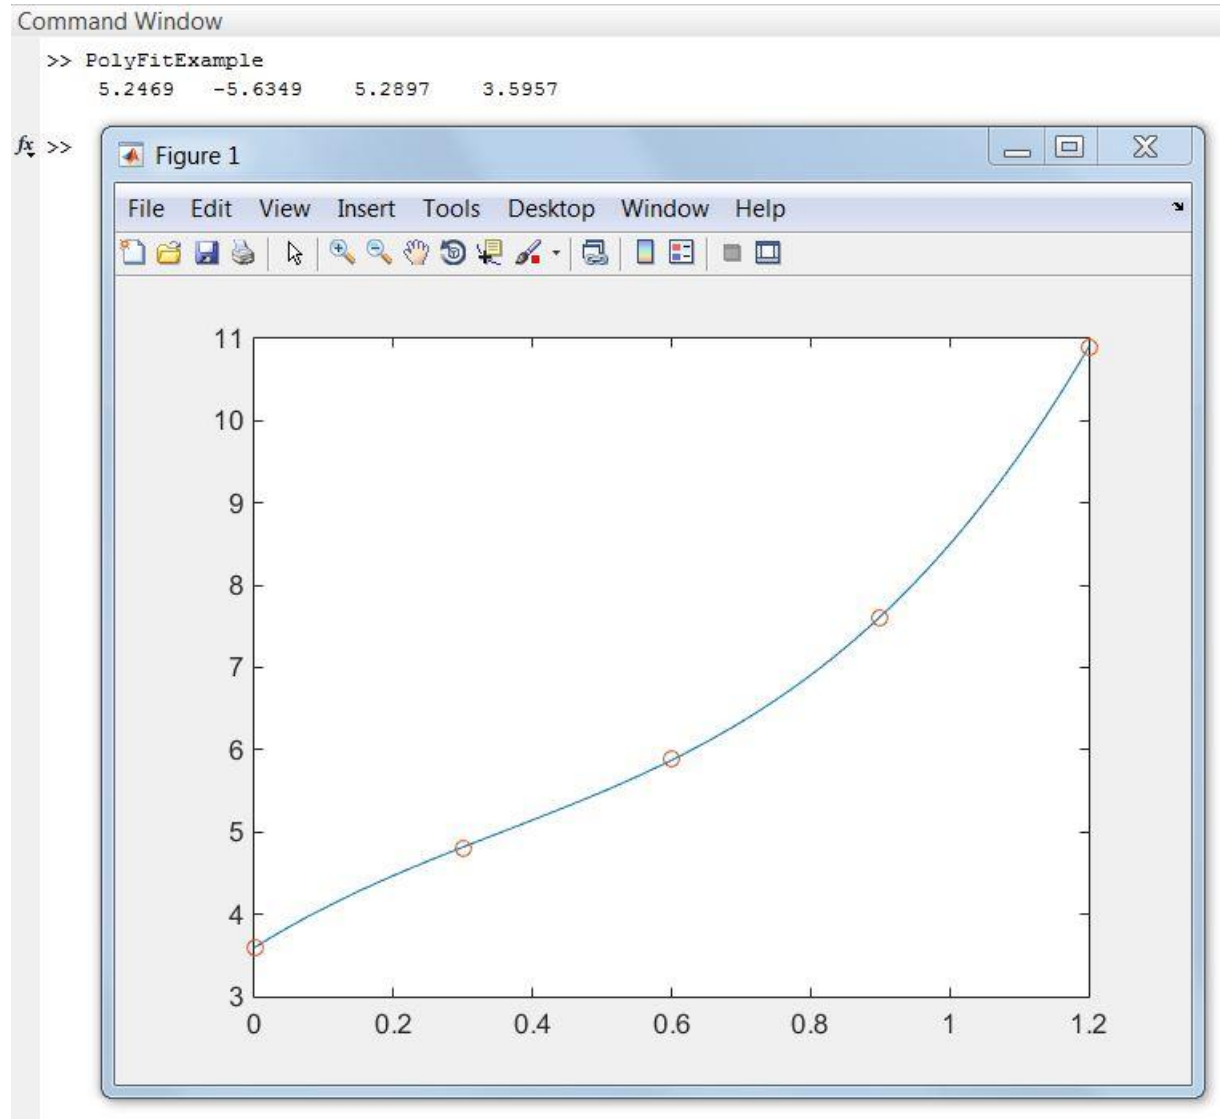 Command Window
>> PolyFitExample
5.2469 -5.6349 5.2897 3.5957
fx >>
Figure 1
File Edit View Insert Tools Desktop Window Help
11
10
9
8
7
6
5
4
3
0 0.2 0.4 0.6 0.8 1 1.2